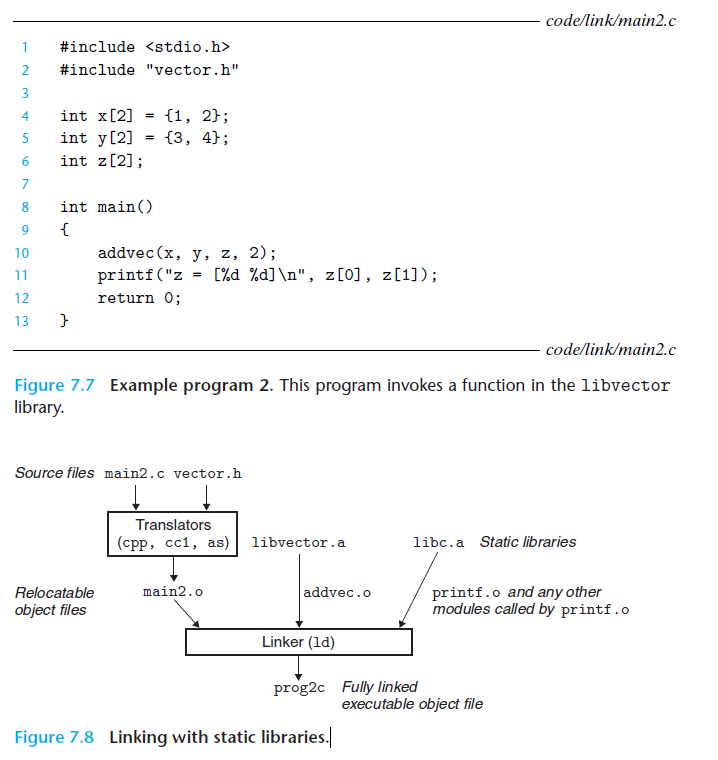 code/link/main2.c
1 #include <stdio.h>
2 #include "vector.h"
3
4 int x[2] = {1, 2};
5 int y[2] = {3, 4};
6 int z[2];
7
8 int main()
9 {
10 addvec(x, y, z, 2);
11 printf("z = [%d %d]\n", z[0], z[1]);
12 return 0;
13 }
code/link/main2.c
Figure 7.7 Example program 2. This program invokes a function in the libvector
library.
Source files main2.c vector.h
Translators
(cpp, cc1, as) libvector.a libc.a Static libraries
Relocatable main2.o addvec.o printf.o and any other
object files modules called by printf.o
Linker (ld)
prog2c Fully linked
executable object file
Figure 7.8 Linking with static libraries.